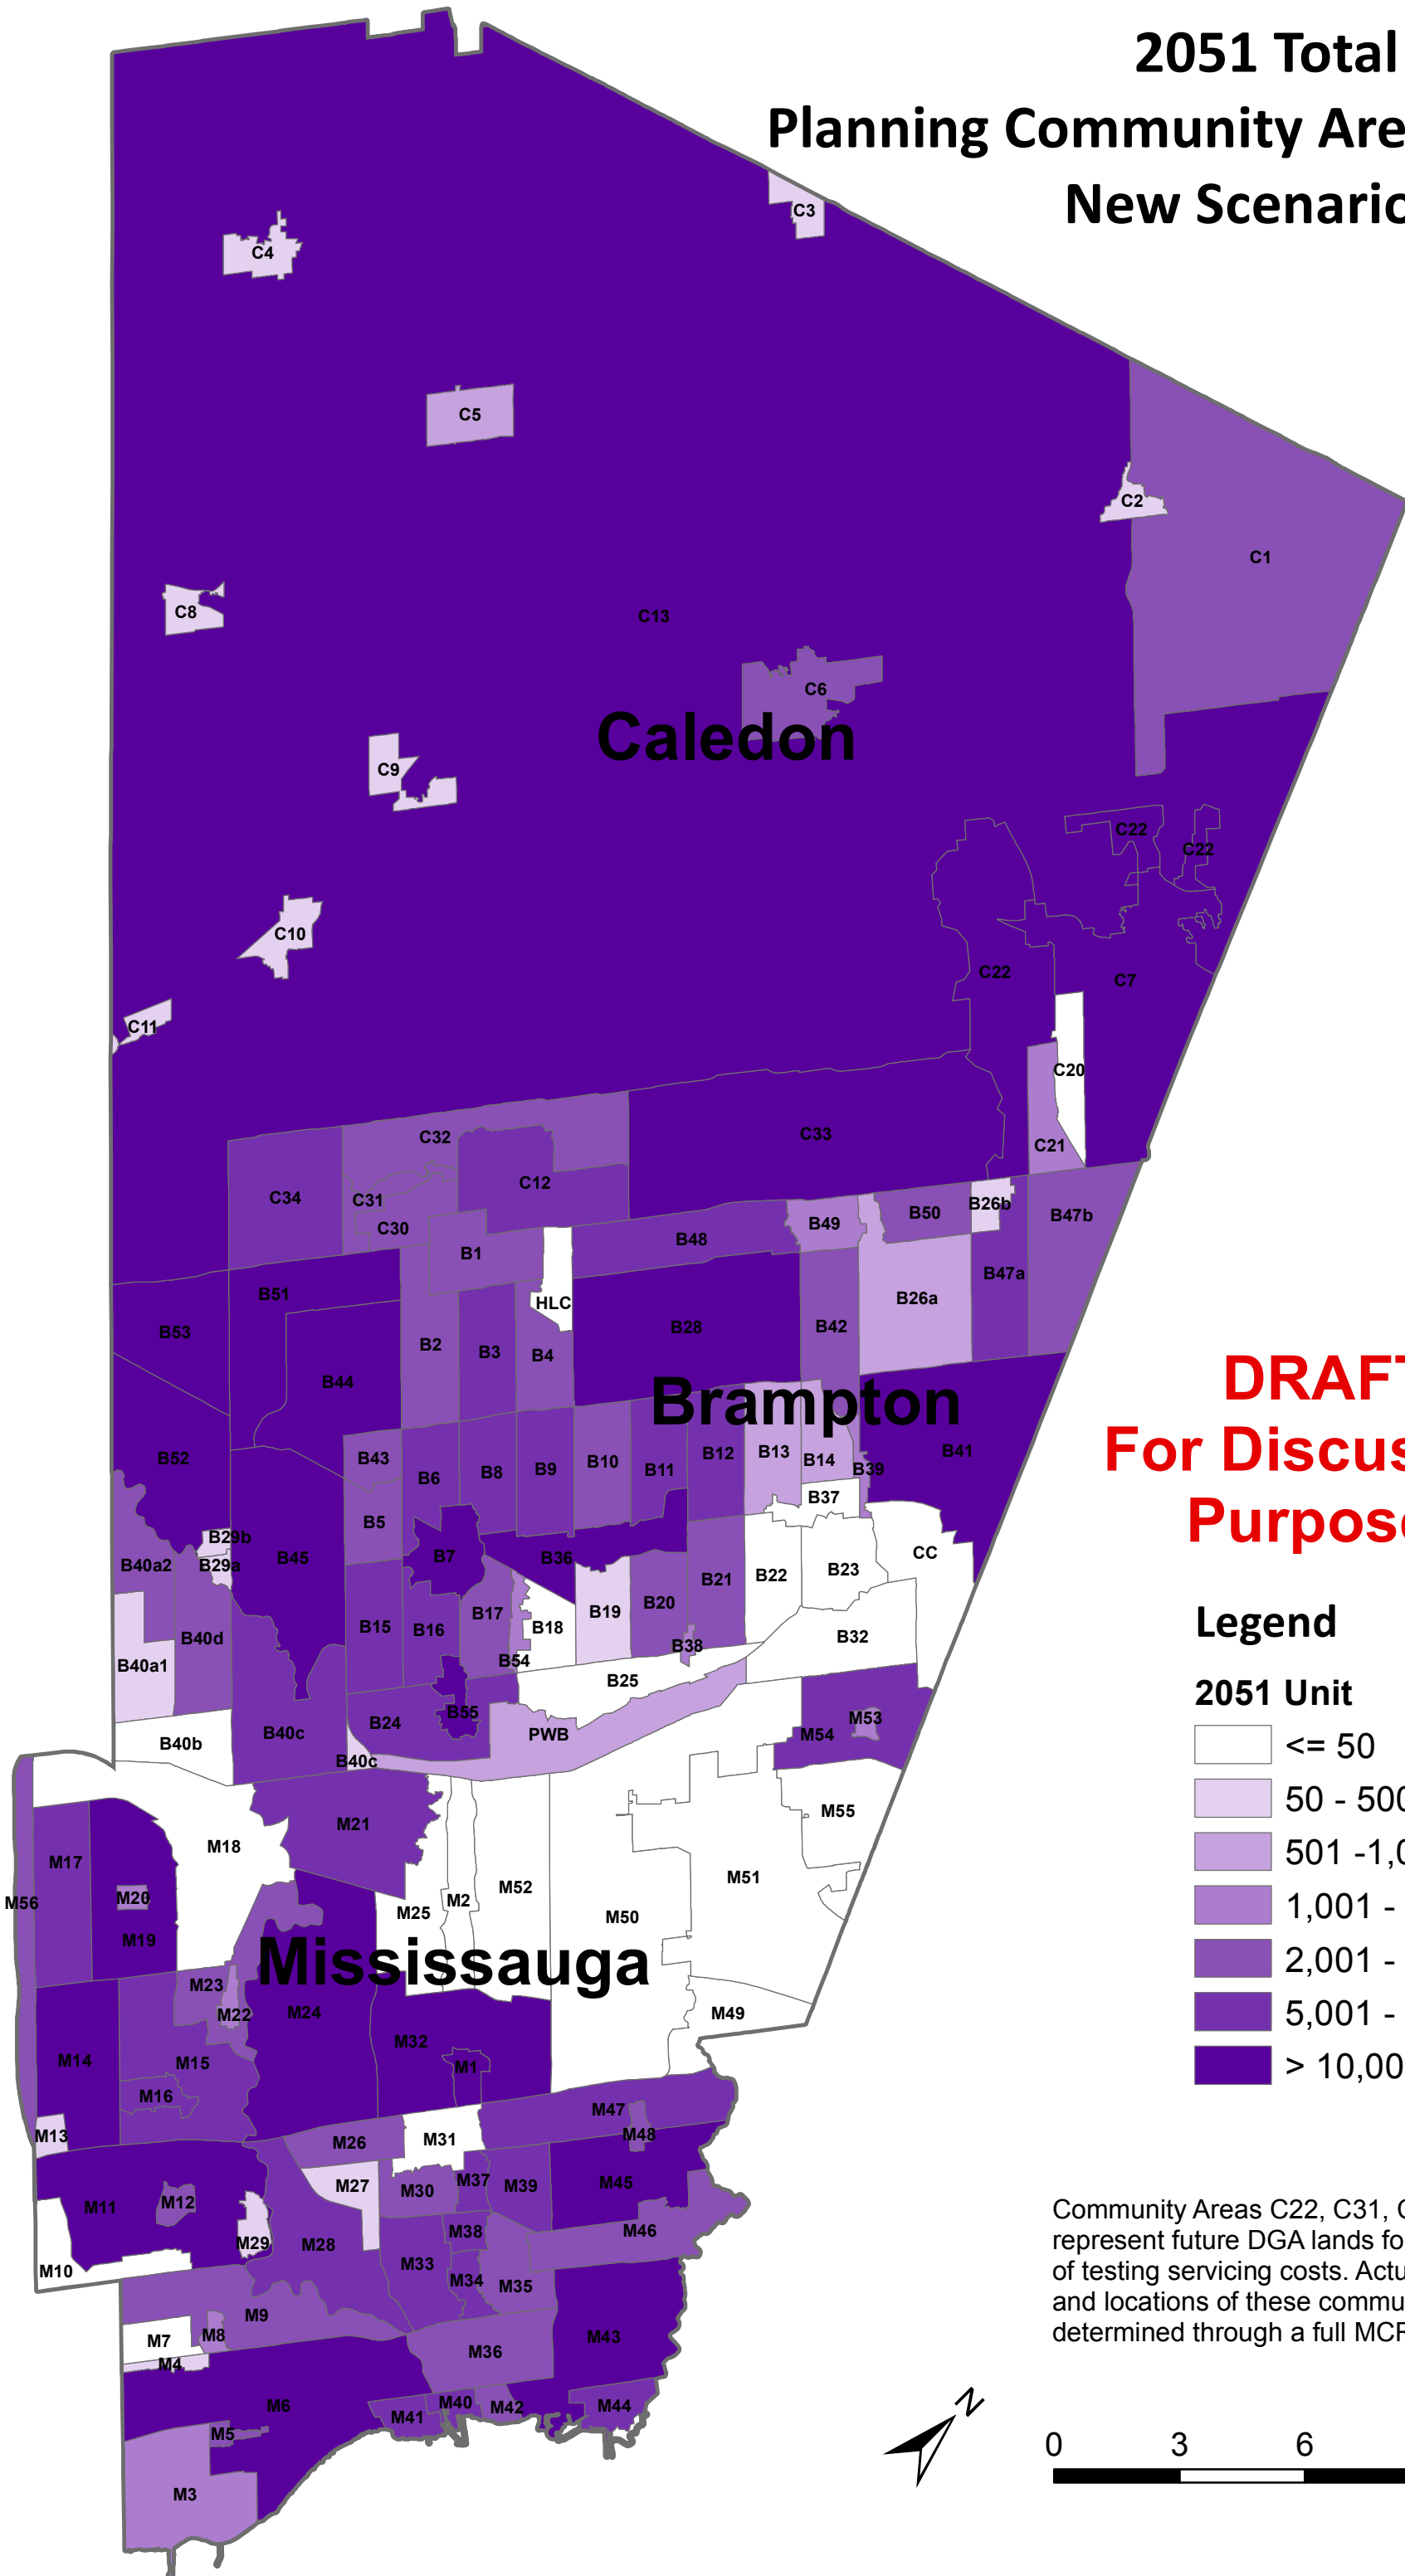 2051 Total
Planning Community Are
New Scenario
C3
C4
C5
C2
C1
C8
C13
C6
Caledon
C9
C22
C22
C10
C22
C7
C11
C20
C21
C33
C32
C12
C34
C31
C30
B1
B48
B49
B50
B26b
B47b
B47a
B26a
HLC
B51
B53
B28
B42
B2
B3
B4
B44
Brampton
B52
B43
B6
B8
B9
B10
B11
B12
B13
B14
B39
B41
B37
B5
B29b
B29a
B40a2
B45
B7
B36
B21
B22
B23
CC
B17
B18
B19
B20
B15
B16
B40d
B38
B32
B54
B40a1
B25
B55
B24
B40b
B40c
B40c
PWB
M54
M53
M18
M21
M55
M17
M20
M56
M19
M25
M2
M52
M50
M51
Mississauga
M23
M22
M24
M49
M32
M1
M14
M15
M16
M47
M48
M13
M26
M31
M27
M30
M37
M39
M45
M11
M12
M29
M28
M38
M46
M33
M34
M35
M10
M9
M7
M8
M4
M36
M43
M6
M5
M41
M40
M42
M44
M3
DRAFT
For Discus
Purpose
Legend
2051 Unit
<= 50
50 - 500
501 -1,0
1,001 -
2,001 -
5,001 -
> 10,00
Community Areas C22, C31, C
represent future DGA lands fo
of testing servicing costs. Actu
and locations of these commu
determined through a full MCR
N
0 3 6